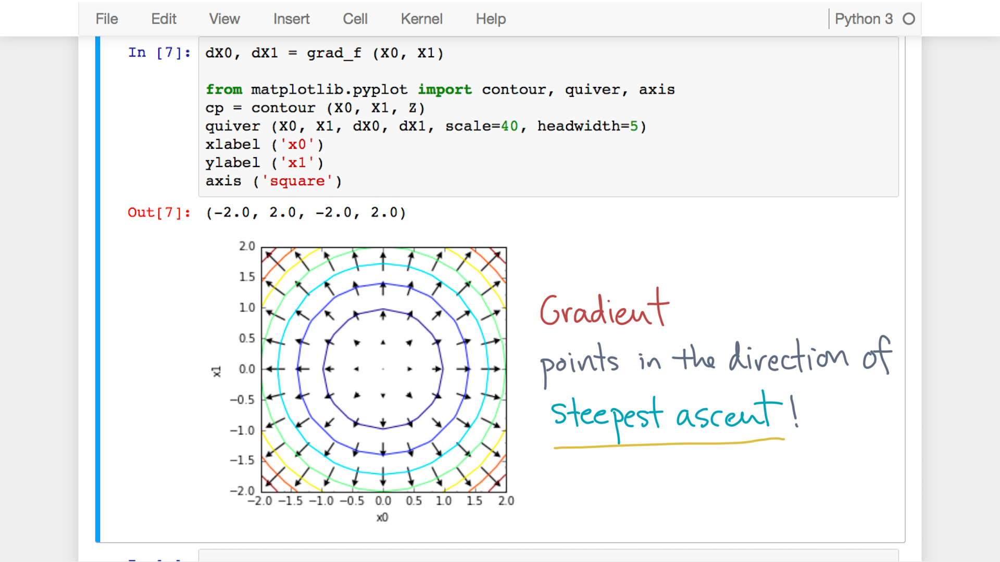 File Edit View Insert Cell Kernel Help Python 3
In [7]: dX0, dX1 = grad_f (X0, X1)
from matplotlib.pyplot import contour, quiver, axis
cp = contour (X0, X1, Z)
quiver (X0, X1, dX0, dX1, scale=40, headwidth=5)
xlabel ('x0')
ylabel ('x1')
axis ('square')
Out[7]: (-2.0, 2.0, -2.0, 2.0)
2.0
1.5
1.0
0.5
0.0
−0.5
−1.0
−1.5
−2.0
x1
−2.0 −1.5 −1.0 −0.5 0.0 0.5 1.0 1.5 2.0
x0
Gradient
points in the direction of
steepest ascent!